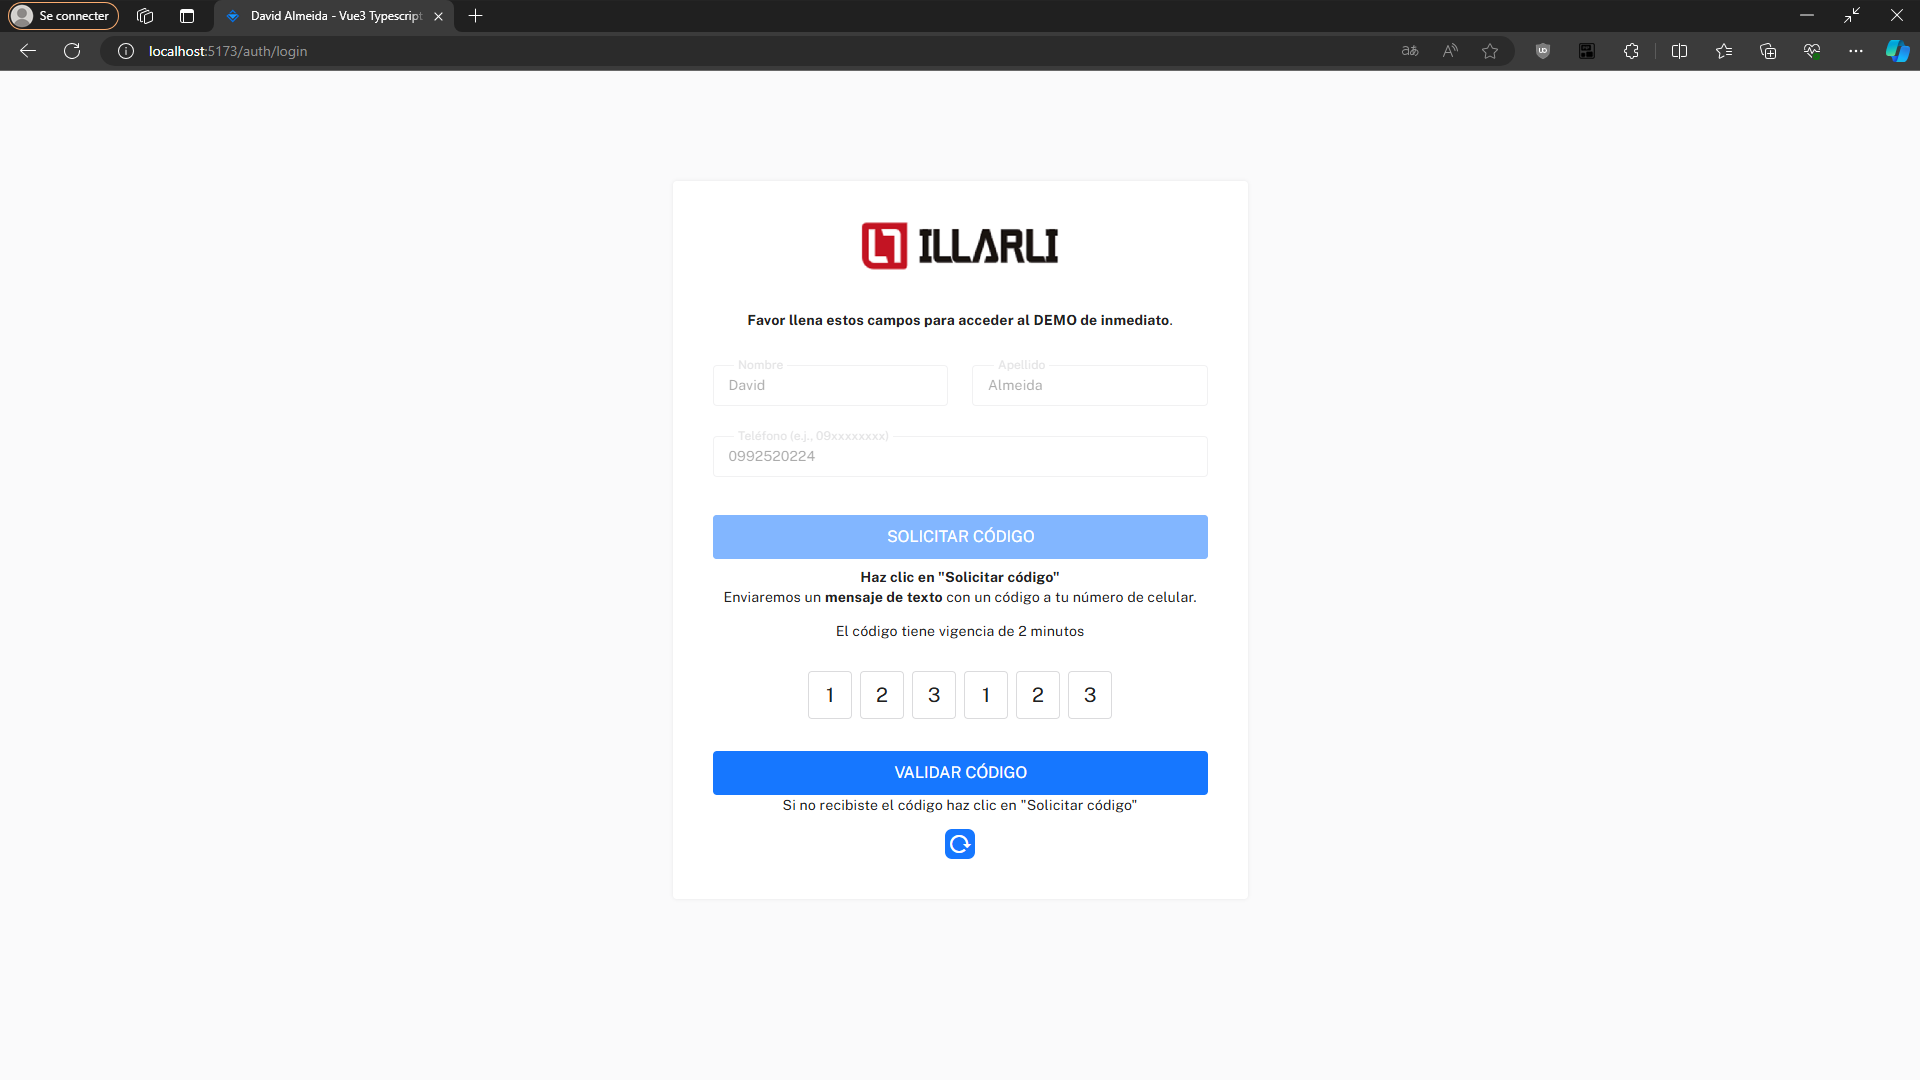 Se connecter
David Almeida - Vue3 Typescript
localhost:5173/auth/login
ILLARLI
Favor llena estos campos para acceder al DEMO de inmediato.
Nombre
Apellido
David
Almeida
Teléfono (e.j., 09xxxxxxxx)
0992520224
SOLICITAR CÓDIGO
Haz clic en "Solicitar código"
Enviaremos un mensaje de texto con un código a tu número de celular.
El código tiene vigencia de 2 minutos
1 2 3 1 2 3
VALIDAR CÓDIGO
Si no recibiste el código haz clic en "Solicitar código"